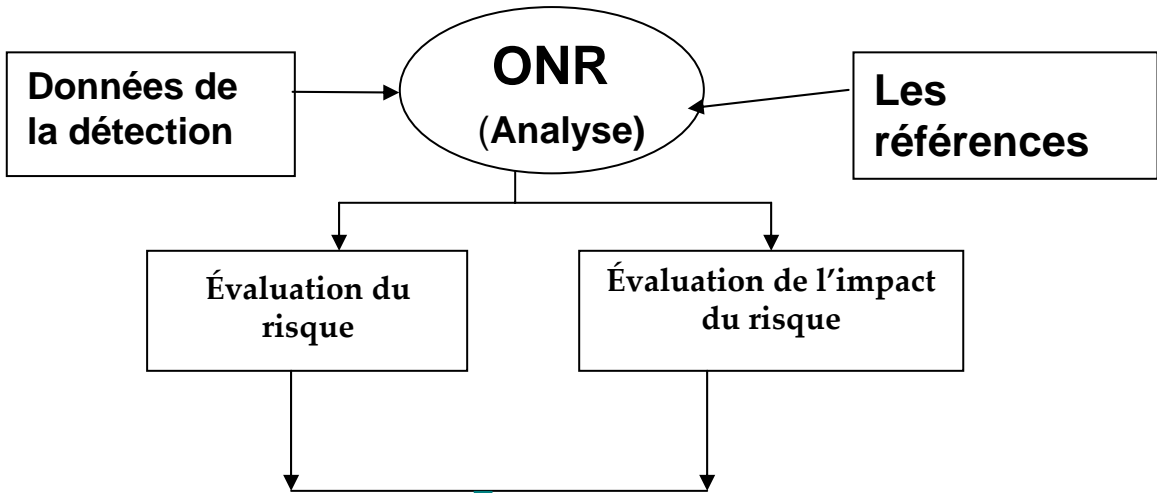 Données de
la détection
ONR
(Analyse)
Les
références
Évaluation du
risque
Évaluation de l’impact
du risque